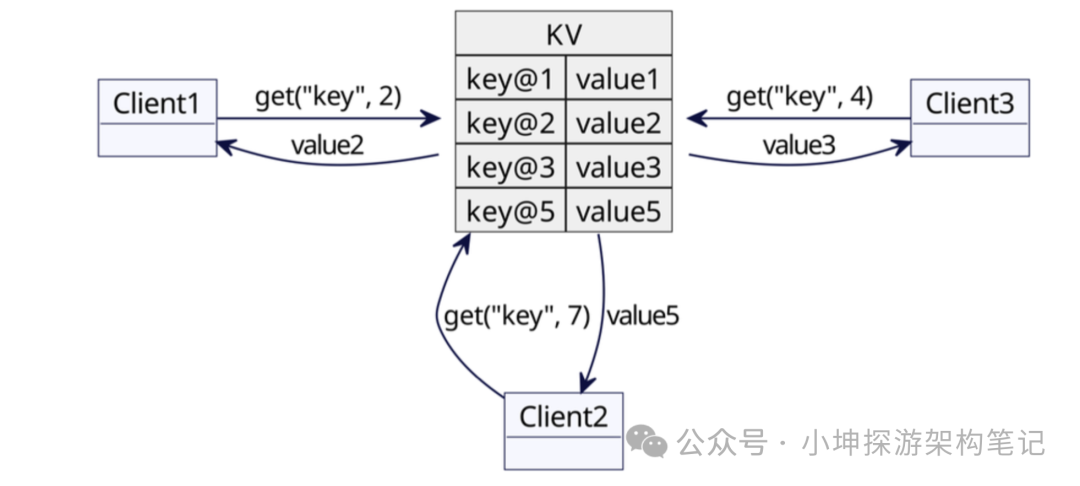 KV
key@1 value1
key@2 value2
key@3 value3
key@5 value5
Client1
get("key", 2)
value2
get("key", 4)
value3
Client3
get("key", 7)
value5
Client2
公众号 · 小坤探游架构笔记